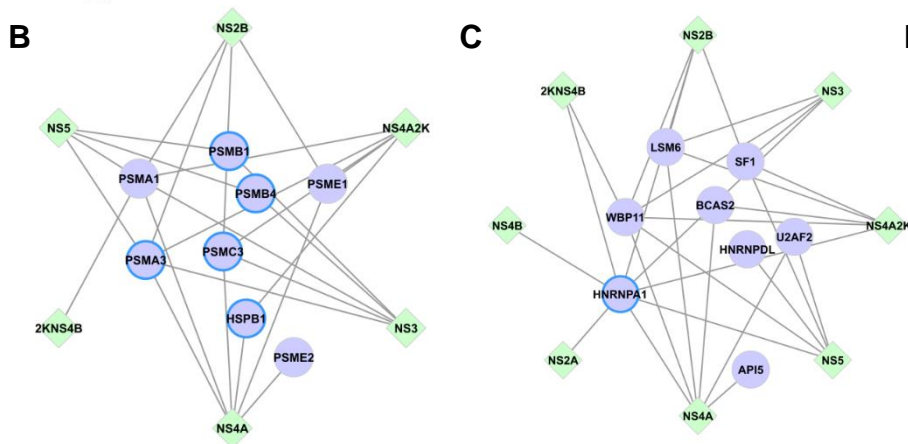 B
NS2B
NS5
NS4A2K
PSMB1
PSMA1
PSME1
PSMB4
PSMA3
PSMC3
HSPB1
2KNS4B
NS3
PSME2
NS4A
C
NS2B
2KNS4B
NS3
LSM6
SF1
BCAS2
WBP11
NS4B
NS4A2K
U2AF2
HNRNPDL
HNRNPA1
NS2A
NS5
API5
NS4A